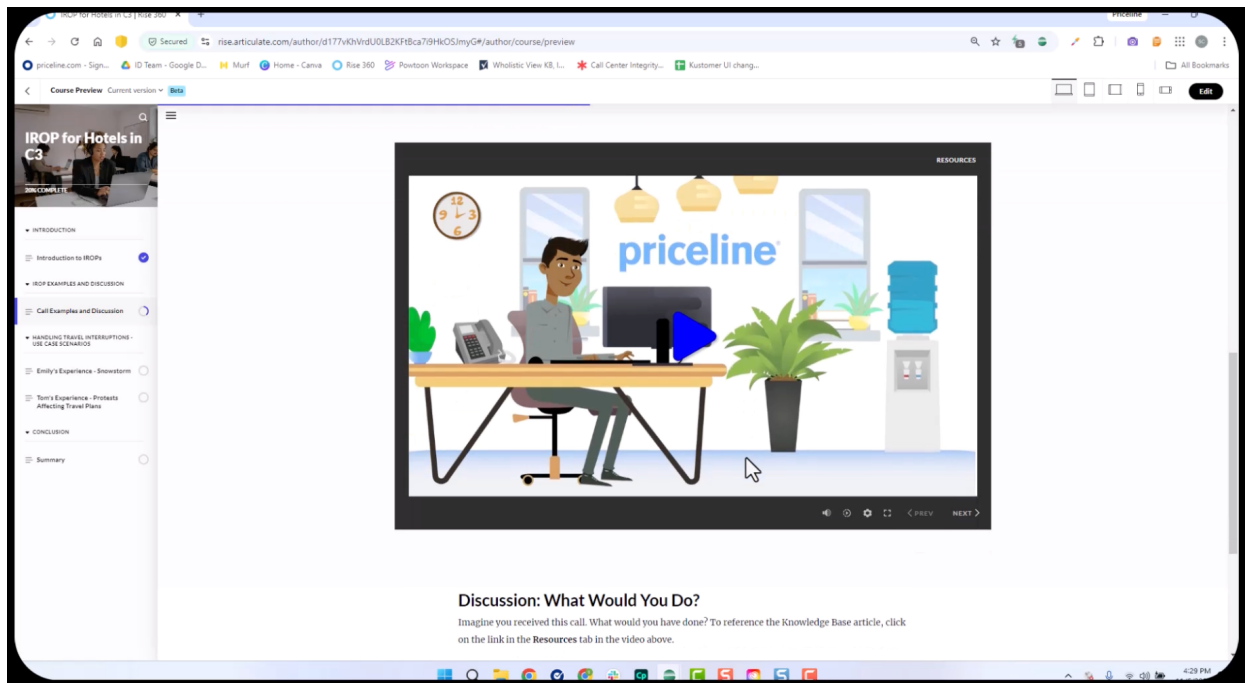 IROP for Hotels in C3 | Rise 360
Priceline
Secured
rise.articulate.com/author/d177vKhVrdU0LB2KFtBca7i9HkOSJmyG#/author/course/preview
priceline.com - Sign...
ID Team - Google D...
Murf
Home - Canva
Rise 360
Powtoon Workspace
Wholistic View KB, I...
Call Center Integrity...
Kustomer UI chang...
All Bookmarks
Course Preview Current version Beta
Edit
IROP for Hotels in
C3
20% COMPLETE
INTRODUCTION
Introduction to IROPs
IROP EXAMPLES AND DISCUSSION
Call Examples and Discussion
HANDLING TRAVEL INTERRUPTIONS -
USE CASE SCENARIOS
Emily's Experience - Snowstorm
Tom's Experience - Protests
Affecting Travel Plans
CONCLUSION
Summary
RESOURCES
12
9 3
6
priceline
PREV NEXT
Discussion: What Would You Do?
Imagine you received this call. What would you have done? To reference the Knowledge Base article, click
on the link in the Resources tab in the video above.
4:29 PM